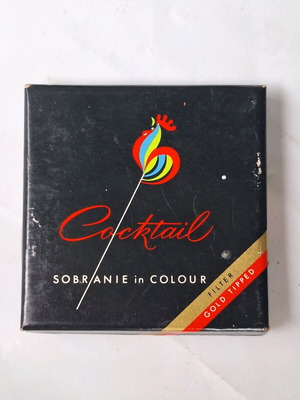 Cocktail
SOBRANIE in COLOUR
FILTER
GOLD TIPPED